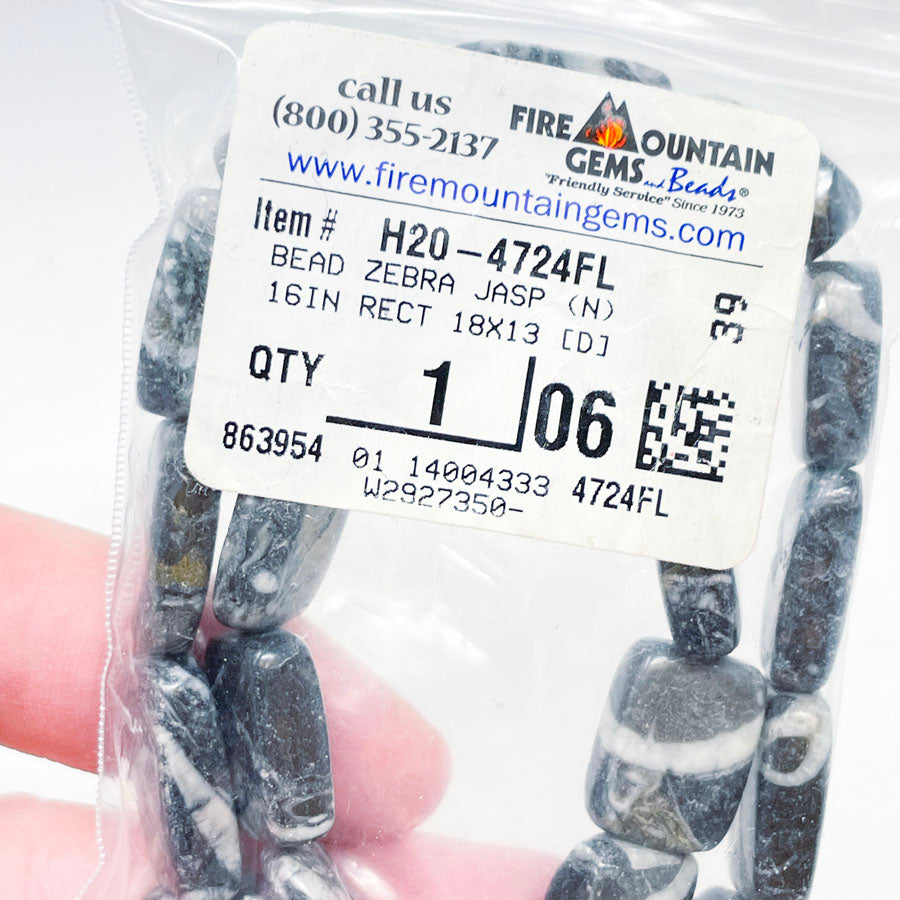 call us
(800) 355-2137
FIRE MOUNTAIN
GEMS and Beads®
"Friendly Service" Since 1973
www.firemountaingems.com
Item # H20-4724FL
BEAD ZEBRA JASP (N)
16IN RECT 18X13 [D]
39
QTY 1 06
863954 01 14004333 4724FL
W2927350-